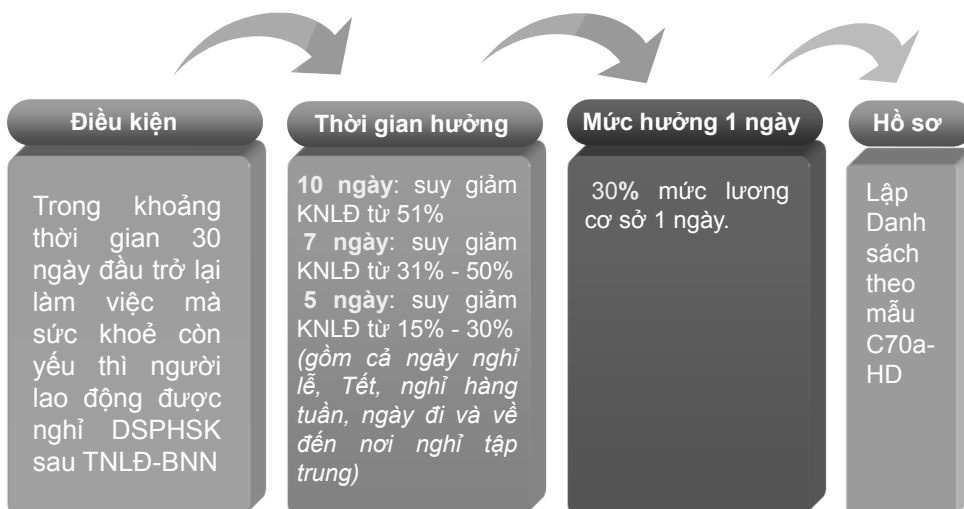 Điều kiện
Trong khoảng
thời gian 30
ngày đầu trở lại
làm việc mà
sức khoẻ còn
yếu thì người
lao động được
nghỉ DSPHSK
sau TNLĐ-BNN
Thời gian hưởng
10 ngày: suy giảm
KNLĐ từ 51%
7 ngày: suy giảm
KNLĐ từ 31% - 50%
5 ngày: suy giảm
KNLĐ từ 15% - 30%
(gồm cả ngày nghỉ
lễ, Tết, nghỉ hàng
tuần, ngày đi và về
đến nơi nghỉ tập
trung)
Mức hưởng 1 ngày
30% mức lương
cơ sở 1 ngày.
Hồ sơ
Lập
Danh
sách
theo
mẫu
C70a-
HD